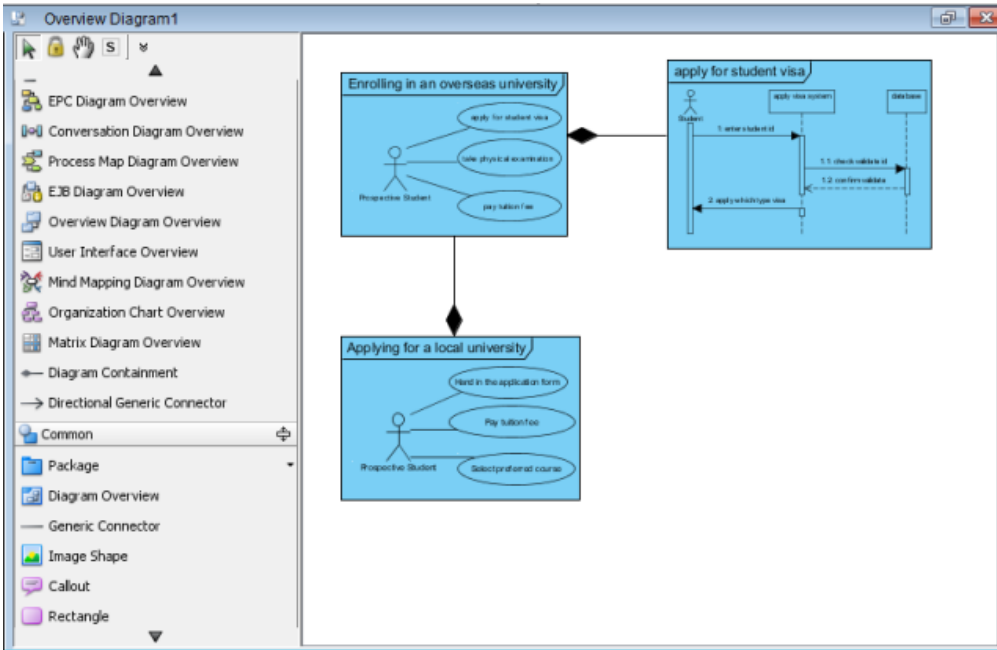 Overview Diagram1
S
EPC Diagram Overview
Conversation Diagram Overview
Process Map Diagram Overview
EJB Diagram Overview
Overview Diagram Overview
User Interface Overview
Mind Mapping Diagram Overview
Organization Chart Overview
Matrix Diagram Overview
Diagram Containment
Directional Generic Connector
Common
Package
Diagram Overview
Generic Connector
Image Shape
Callout
Rectangle
Enrolling in an overseas university
apply for student visa
take physical examination
pay tuition fee
Prospective Student
apply for student visa
Student
apply visa system
database
1: enter student id
1.1: check validate id
1.2: confirm validate
2: apply which type visa
Applying for a local university
Hand in the application form
Pay tuition fee
Select preferred course
Prospective Student